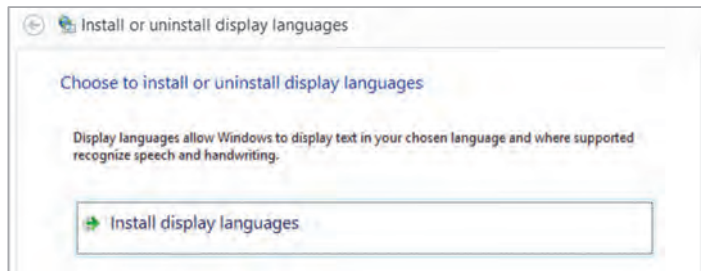 Install or uninstall display languages
Choose to install or uninstall display languages
Display languages allow Windows to display text in your chosen language and where supported
recognize speech and handwriting.
Install display languages